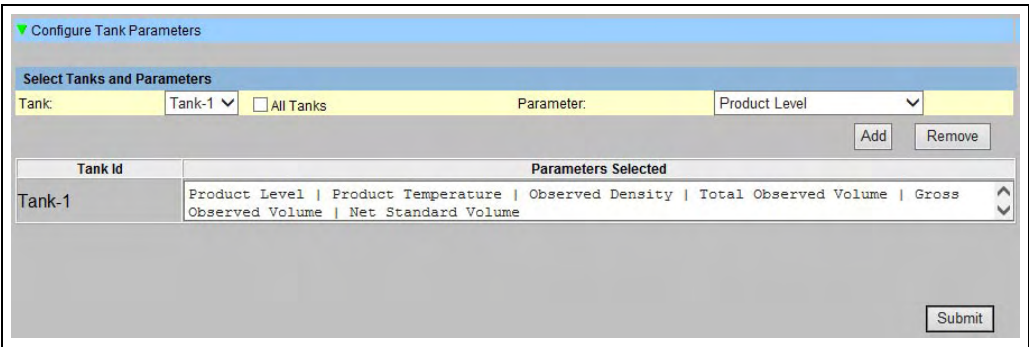 Configure Tank Parameters
Select Tanks and Parameters
Tank: Tank-1 All Tanks Parameter: Product Level
Add Remove
Tank Id Parameters Selected
Tank-1
Product Level | Product Temperature | Observed Density | Total Observed Volume | Gross
Observed Volume | Net Standard Volume
Submit